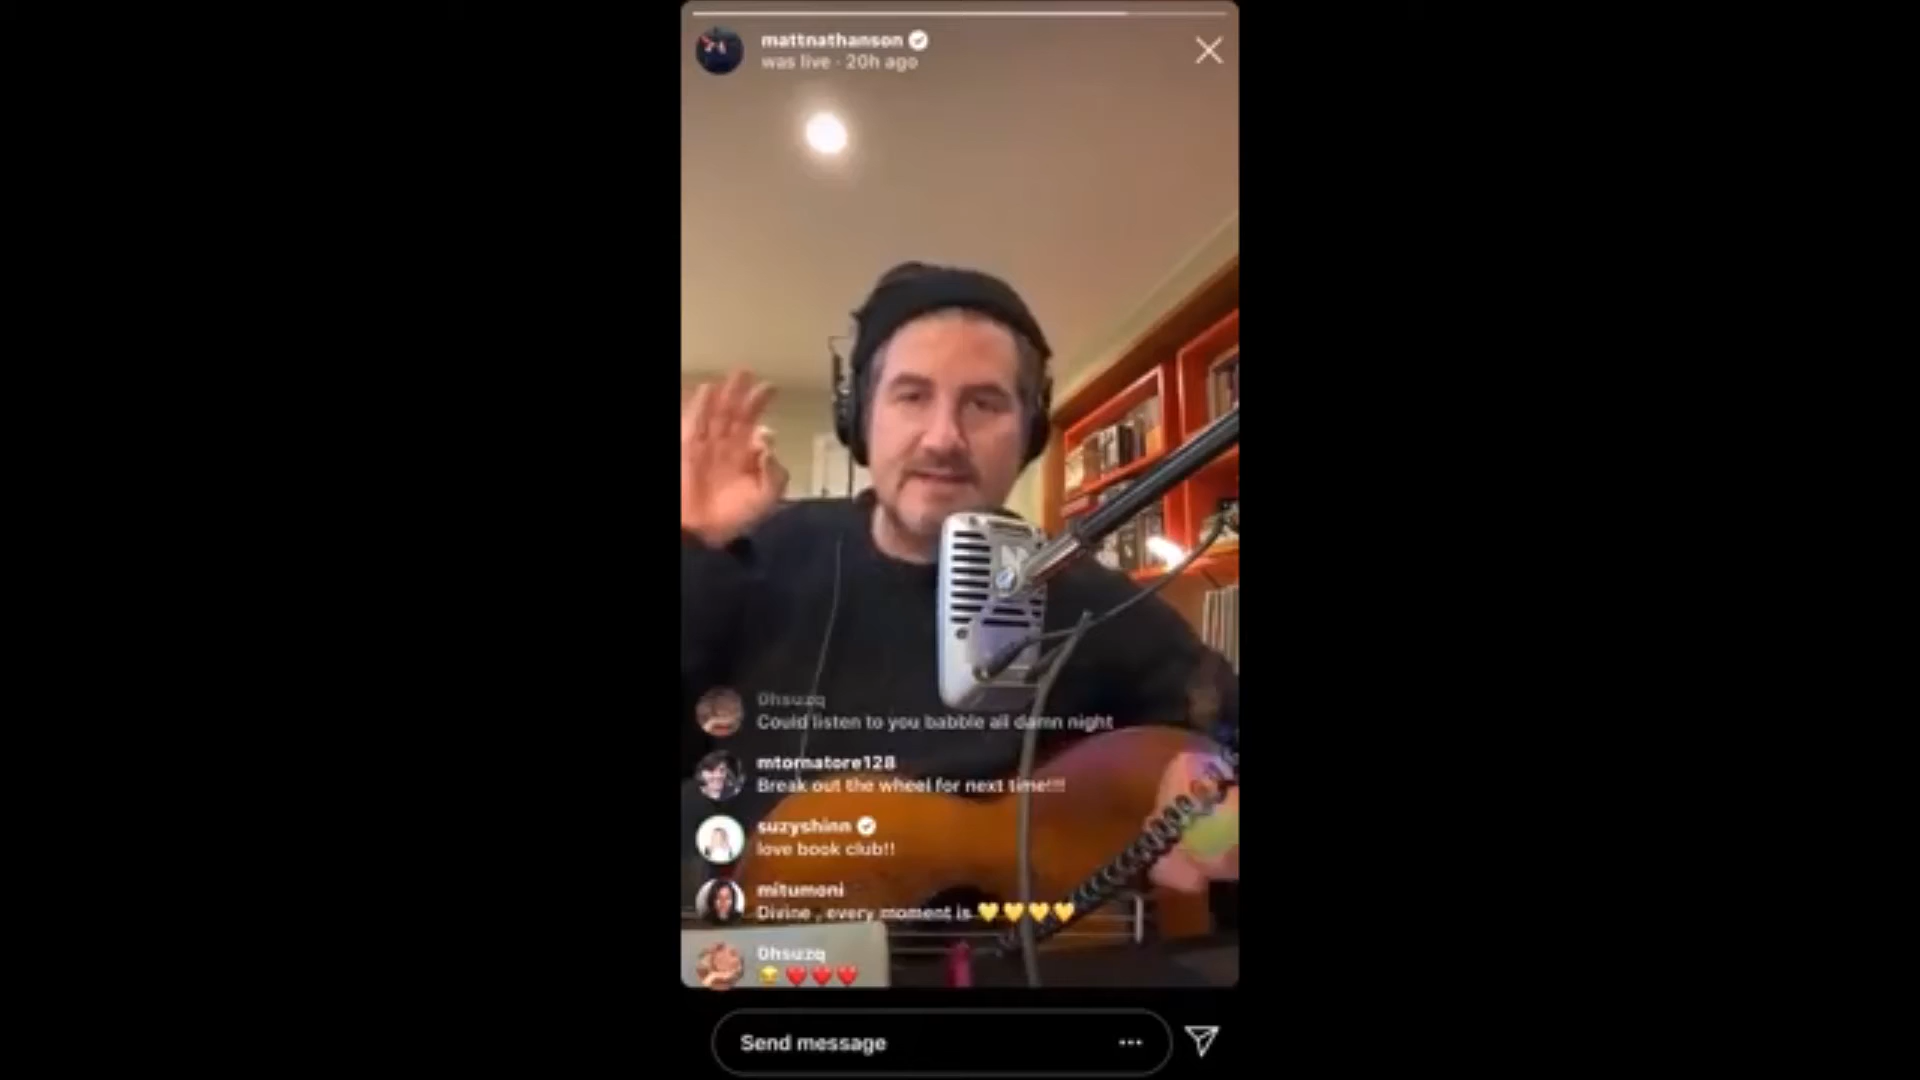 mattnathanson
was live · 20h ago
0hsuzq
Could listen to you babble all damn night
mtornatore128
Break out the wheel for next time!!!
suzyshinn
love book club!!
mitumoni
Divine , every moment is 💛💛💛💛
0hsuzq
😂❤️❤️❤️
Send message